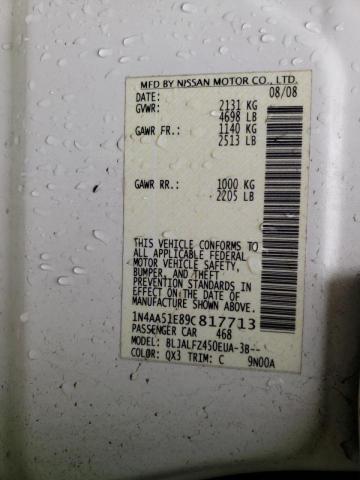 MFD BY NISSAN MOTOR CO., LTD.
DATE: 08/08
GVWR: 2131 KG
4698 LB
GAWR FR.: 1140 KG
2513 LB
GAWR RR.: 1000 KG
2205 LB
THIS VEHICLE CONFORMS TO
ALL APPLICABLE FEDERAL
MOTOR VEHICLE SAFETY,
BUMPER, AND THEFT
PREVENTION STANDARDS IN
EFFECT ON THE DATE OF
MANUFACTURE SHOWN ABOVE.
1N4AA51E89C817713
PASSENGER CAR 468
MODEL: BLJALFZ450EUA-3B--
COLOR: QX3 TRIM: C 9N00A